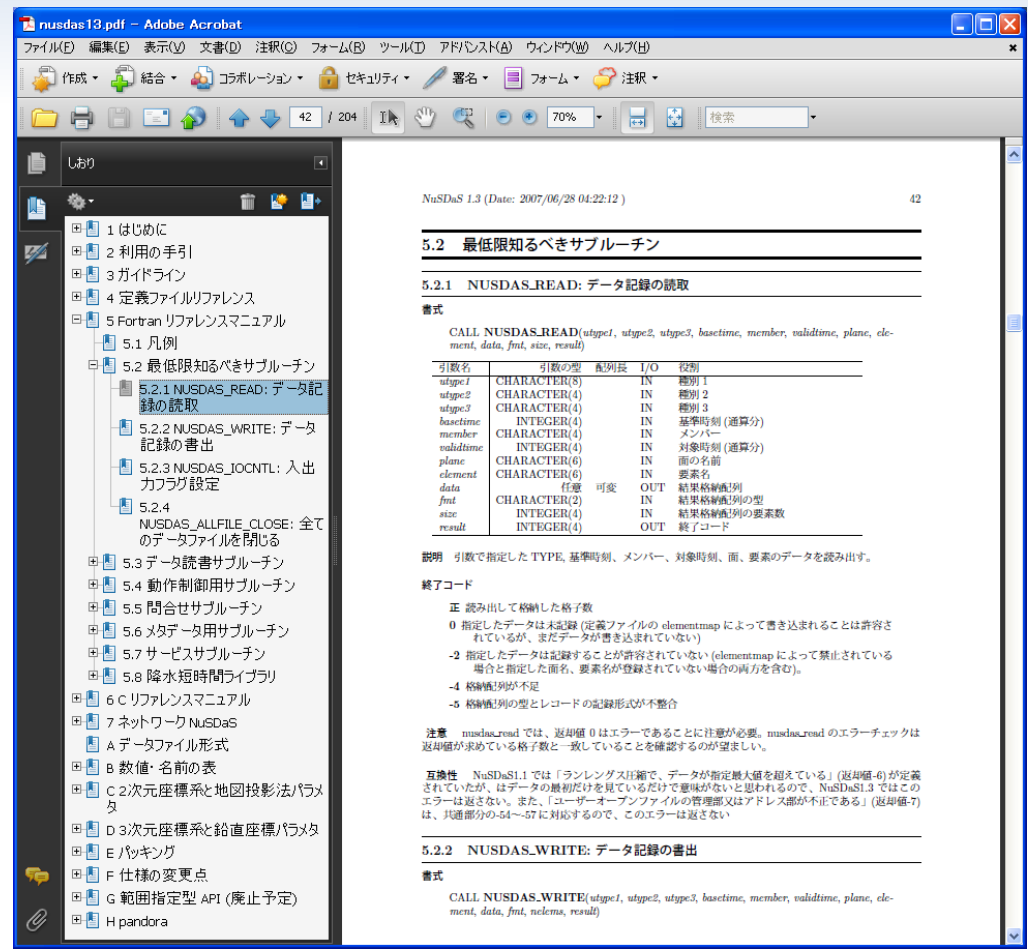 nusdas13.pdf - Adobe Acrobat
ファイル(F) 編集(E) 表示(V) 文書(D) 注釈(C) フォーム(R) ツール(T) アドバンスト(A) ウィンドウ(W) ヘルプ(H)
作成 結合 コラボレーション セキュリティ 署名 フォーム 注釈
42 / 204 70% 検索
しおり
1 はじめに
2 利用の手引
3 ガイドライン
4 定義ファイルリファレンス
5 Fortran リファレンスマニュアル
5.1 凡例
5.2 最低限知るべきサブルーチン
5.2.1 NUSDAS_READ: データ記
録の読取
5.2.2 NUSDAS_WRITE: データ
記録の書出
5.2.3 NUSDAS_IOCNTL: 入出
力フラグ設定
5.2.4
NUSDAS_ALLFILE_CLOSE: 全て
のデータファイルを閉じる
5.3 データ読書サブルーチン
5.4 動作制御用サブルーチン
5.5 問合せサブルーチン
5.6 メタデータ用サブルーチン
5.7 サービスサブルーチン
5.8 降水短時間ライブラリ
6 C リファレンスマニュアル
7 ネットワーク NuSDaS
A データファイル形式
B 数値・名前の表
C 2次元座標系と地図投影法パラメ
タ
D 3次元座標系と鉛直座標パラメタ
E パッキング
F 仕様の変更点
G 範囲指定型 API (廃止予定)
H pandora
NuSDaS 1.3 (Date: 2007/06/28 04:22:12 ) 42
5.2 最低限知るべきサブルーチン
5.2.1 NUSDAS_READ: データ記録の読取
書式
CALL NUSDAS_READ(utype1, utype2, utype3, basetime, member, validtime, plane, ele-
ment, data, fmt, size, result)
引数名 引数の型 配列長 I/O 役割
utype1 CHARACTER(8) IN 種別 1
utype2 CHARACTER(4) IN 種別 2
utype3 CHARACTER(4) IN 種別 3
basetime INTEGER(4) IN 基準時刻 (通算分)
member CHARACTER(4) IN メンバー
validtime INTEGER(4) IN 対象時刻 (通算分)
plane CHARACTER(6) IN 面の名前
element CHARACTER(6) IN 要素名
data 任意 可変 OUT 結果格納配列
fmt CHARACTER(2) IN 結果格納配列の型
size INTEGER(4) IN 結果格納配列の要素数
result INTEGER(4) OUT 終了コード
説明 引数で指定した TYPE, 基準時刻、メンバー、対象時刻、面、要素のデータを読み出す。
終了コード
正 読み出して格納した格子数
0 指定したデータは未記録 (定義ファイルの elementmap によって書き込まれることは許容さ
れているが、まだデータが書き込まれていない)
-2 指定したデータは記録することが許容されていない (elementmap によって禁止されている
場合と指定した面名、要素名が登録されていない場合の両方を含む)。
-4 格納配列が不足
-5 格納配列の型とレコードの記録形式が不整合
注意 nusdas_read では、返却値 0 はエラーであることに注意が必要。nusdas_read のエラーチェックは
返却値が求めている格子数と一致していることを確認するのが望ましい。
互換性 NuSDaS1.1 では「ランレングス圧縮で、データが指定最大値を超えている」(返却値-6) が定義
されていたが、はデータの最初だけを見ているだけで意味がないと思われるので、NuSDaS1.3 ではこの
エラーは返さない。また、「ユーザーオープンファイルの管理部又はアドレス部が不正である」(返却値-7)
は、共通部分の-54〜-57 に対応するので、このエラーは返さない
5.2.2 NUSDAS_WRITE: データ記録の書出
書式
CALL NUSDAS_WRITE(utype1, utype2, utype3, basetime, member, validtime, plane, ele-
ment, data, fmt, nelems, result)